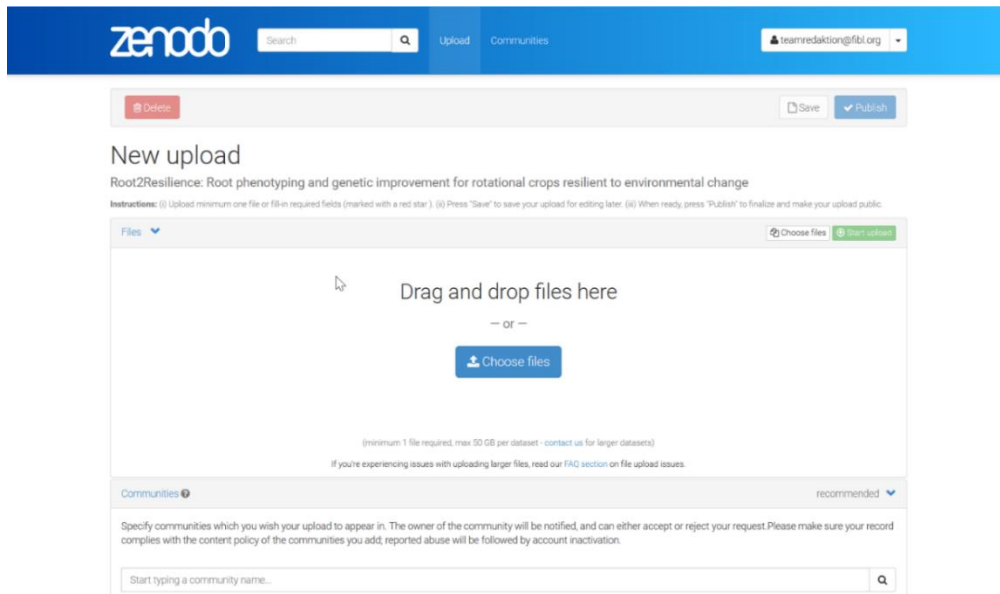 zenodo
Search
Upload
Communities
teamredaktion@fibl.org
Delete
Save
Publish
New upload
Root2Resilience: Root phenotyping and genetic improvement for rotational crops resilient to environmental change
Instructions: (i) Upload minimum one file or fill-in required fields (marked with a red star ). (ii) Press "Save" to save your upload for editing later. (iii) When ready, press "Publish" to finalize and make your upload public.
Files
Choose files
Start upload
Drag and drop files here
— or —
Choose files
(minimum 1 file required, max 50 GB per dataset - contact us for larger datasets)
If you're experiencing issues with uploading larger files, read our FAQ section on file upload issues.
Communities
recommended
Specify communities which you wish your upload to appear in. The owner of the community will be notified, and can either accept or reject your request.Please make sure your record
complies with the content policy of the communities you add; reported abuse will be followed by account inactivation.
Start typing a community name...